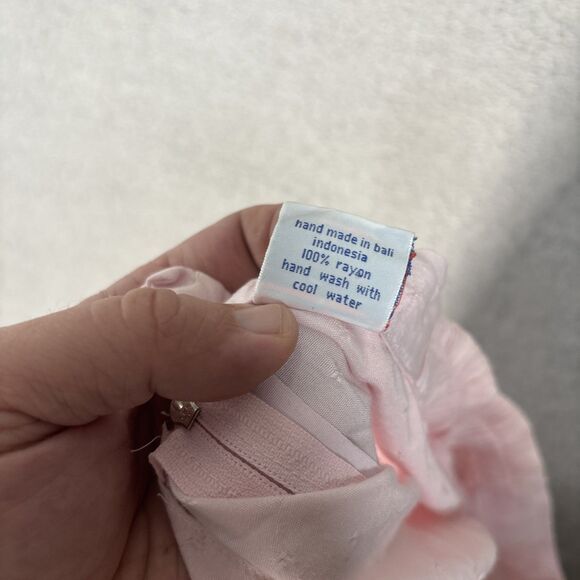 hand made in bali
indonesia
100% rayon
hand wash with
cool water